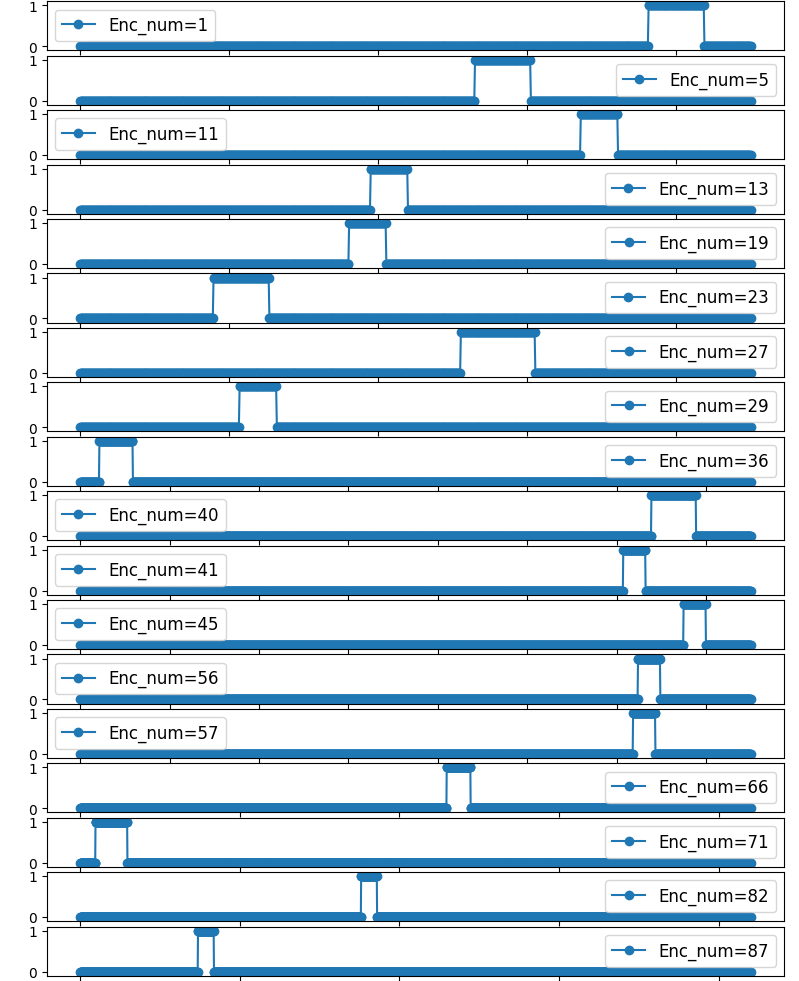 1
0
Enc_num=1
1
0
Enc_num=5
1
0
Enc_num=11
1
0
Enc_num=13
1
0
Enc_num=19
1
0
Enc_num=23
1
0
Enc_num=27
1
0
Enc_num=29
1
0
Enc_num=36
1
0
Enc_num=40
1
0
Enc_num=41
1
0
Enc_num=45
1
0
Enc_num=56
1
0
Enc_num=57
1
0
Enc_num=66
1
0
Enc_num=71
1
0
Enc_num=82
1
0
Enc_num=87